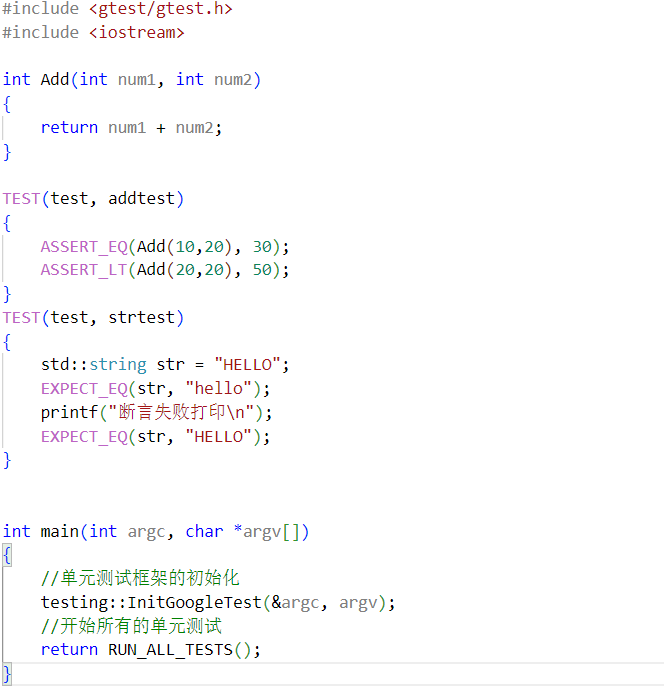 #include <gtest/gtest.h>
#include <iostream>

int Add(int num1, int num2)
{
    return num1 + num2;
}

TEST(test, addtest)
{
    ASSERT_EQ(Add(10,20), 30);
    ASSERT_LT(Add(20,20), 50);
}
TEST(test, strtest)
{
    std::string str = "HELLO";
    EXPECT_EQ(str, "hello");
    printf("断言失败打印\n");
    EXPECT_EQ(str, "HELLO");
}


int main(int argc, char *argv[])
{
    //单元测试框架的初始化
    testing::InitGoogleTest(&argc, argv);
    //开始所有的单元测试
    return RUN_ALL_TESTS();
}